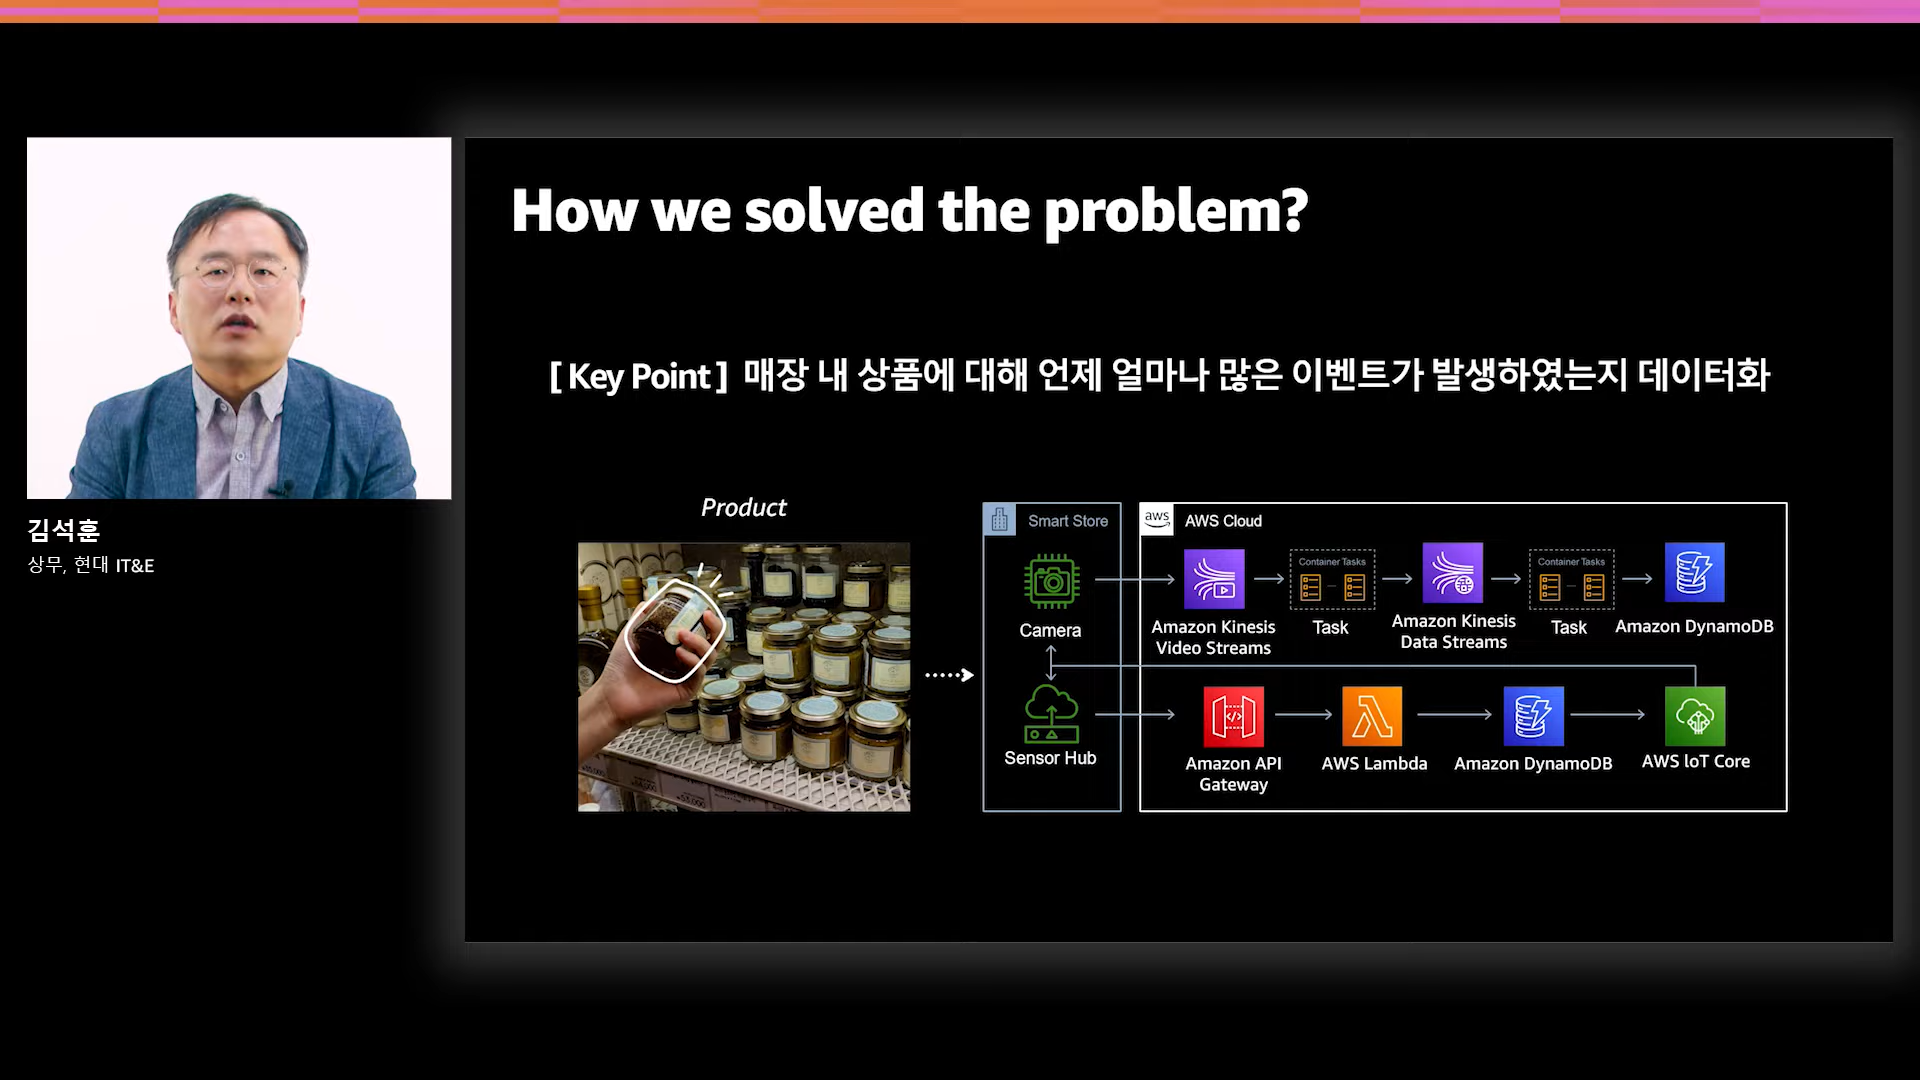 김석훈
상무, 현대 IT&E
How we solved the problem?
[ Key Point ] 매장 내 상품에 대해 언제 얼마나 많은 이벤트가 발생하였는지 데이터화
Product
Smart Store
Camera
Sensor Hub
aws
AWS Cloud
Amazon Kinesis
Video Streams
Container Tasks
Task
Amazon Kinesis
Data Streams
Container Tasks
Task
Amazon DynamoDB
Amazon API
Gateway
AWS Lambda
Amazon DynamoDB
AWS IoT Core